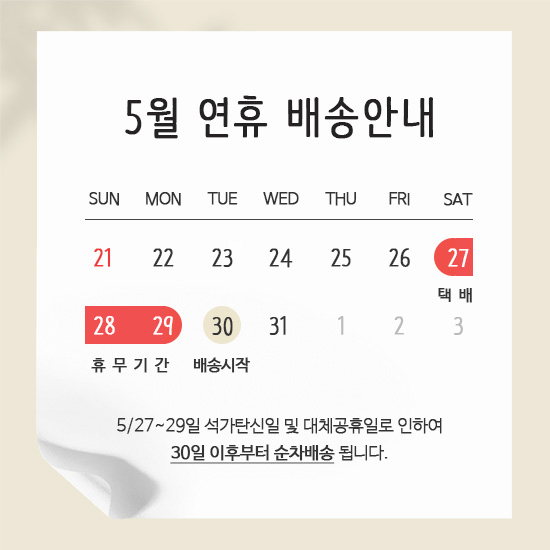 5월 연휴 배송안내
SUN MON TUE WED THU FRI SAT
21 22 23 24 25 26 27
택 배
28 29 30 31 1 2 3
휴 무 기 간 배송시작
5/27~29일 석가탄신일 및 대체공휴일로 인하여
30일 이후부터 순차배송 됩니다.